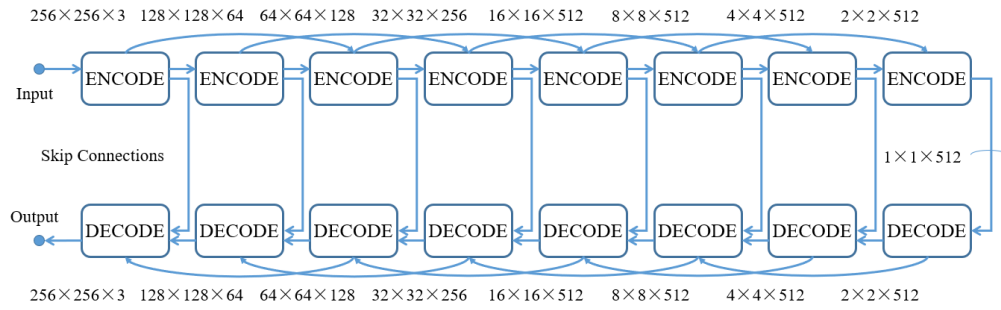 256×256×3 128×128×64 64×64×128 32×32×256 16×16×512 8×8×512 4×4×512 2×2×512
ENCODE ENCODE ENCODE ENCODE ENCODE ENCODE ENCODE ENCODE
Input
Skip Connections 1×1×512
Output
DECODE DECODE DECODE DECODE DECODE DECODE DECODE DECODE
256×256×3 128×128×64 64×64×128 32×32×256 16×16×512 8×8×512 4×4×512 2×2×512